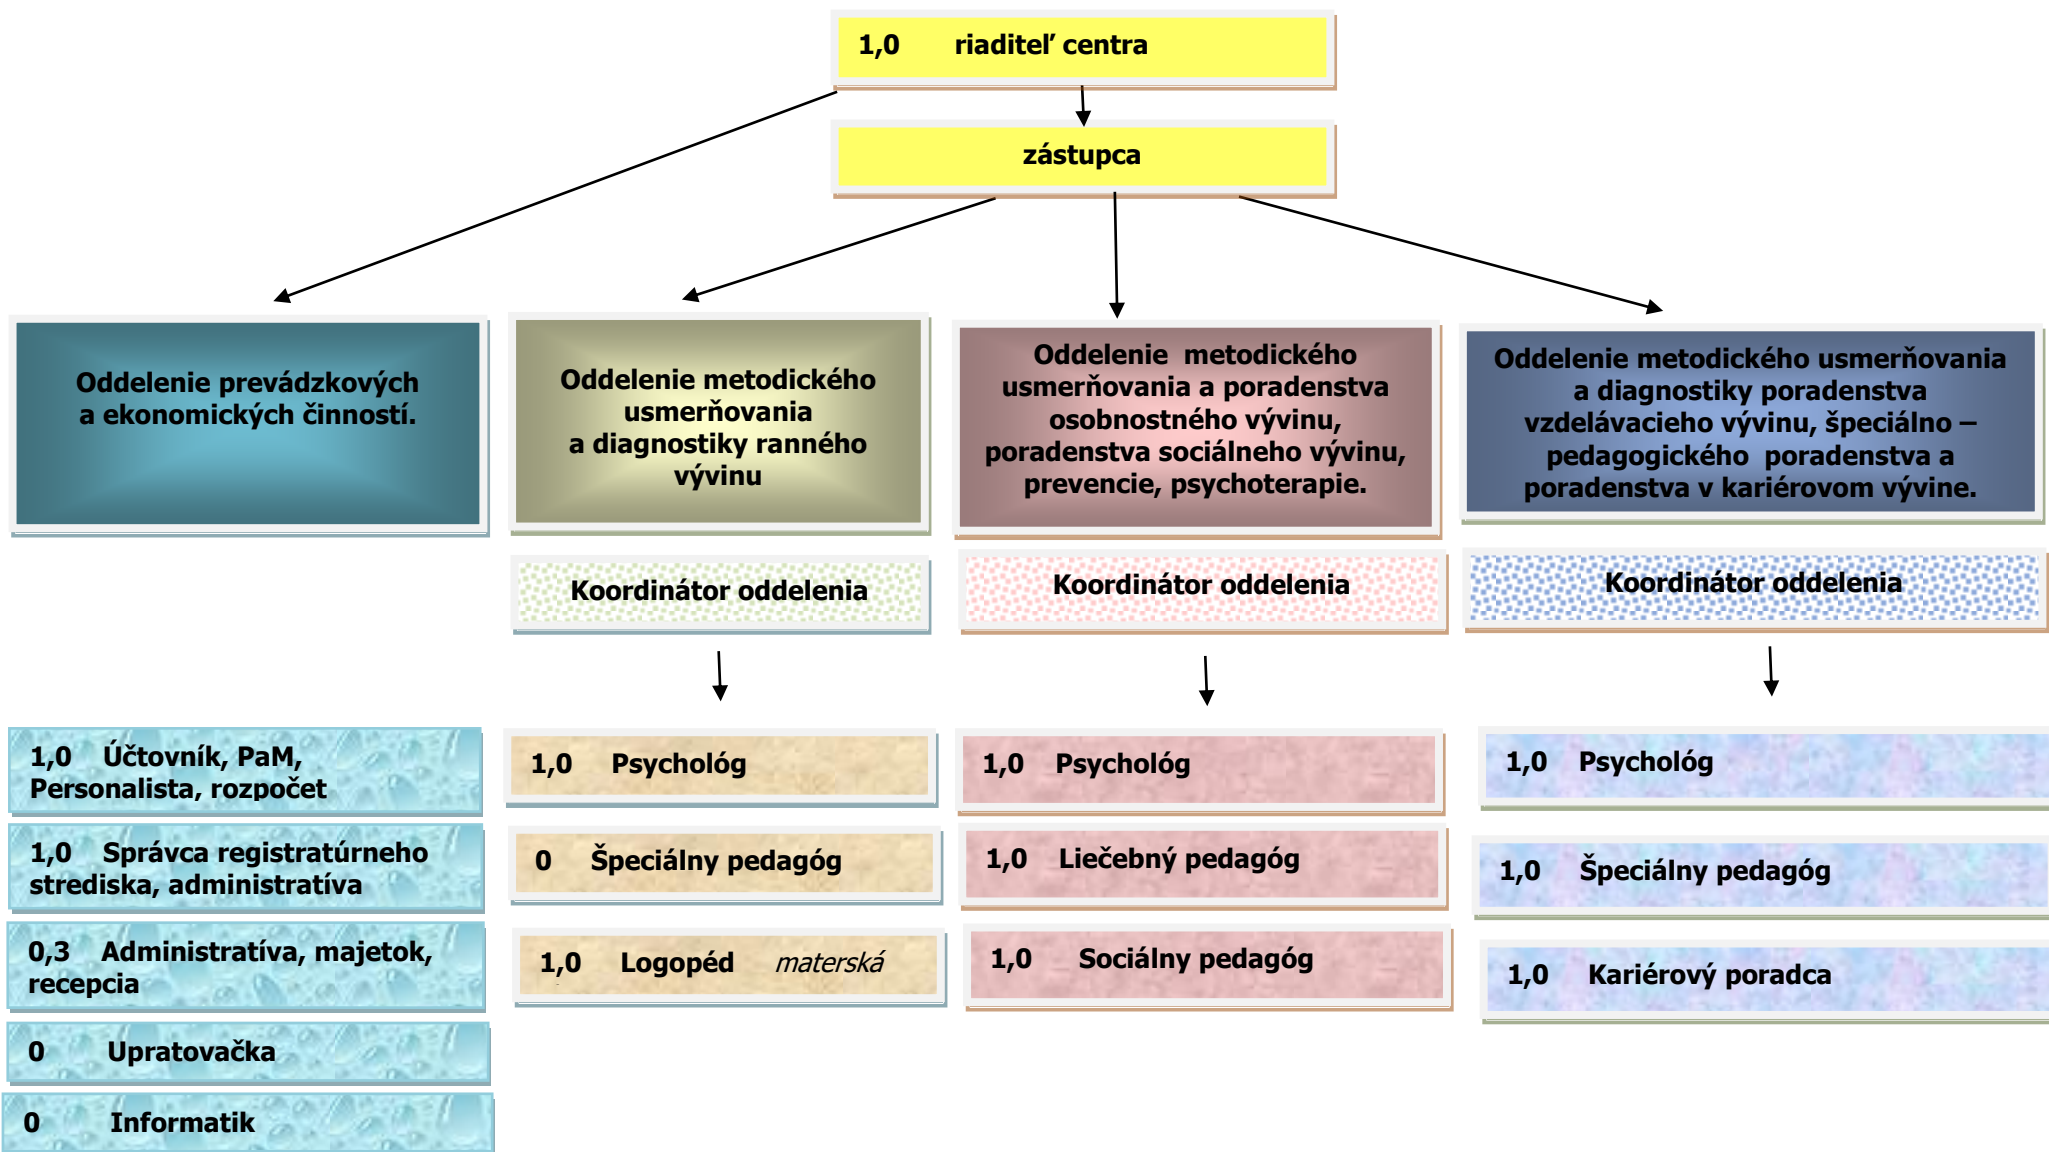 1,0 riaditeľ centra
zástupca
Oddelenie prevádzkových
a ekonomických činností.
Oddelenie metodického
usmerňovania
a diagnostiky ranného
vývinu
Oddelenie metodického
usmerňovania a poradenstva
osobnostného vývinu,
poradenstva sociálneho vývinu,
prevencie, psychoterapie.
Oddelenie metodického usmerňovania
a diagnostiky poradenstva
vzdelávacieho vývinu, špeciálno –
pedagogického poradenstva a
poradenstva v kariérovom vývine.
Koordinátor oddelenia
Koordinátor oddelenia
Koordinátor oddelenia
1,0 Účtovník, PaM,
Personalista, rozpočet
1,0 Správca registratúrneho
strediska, administratíva
0,3 Administratíva, majetok,
recepcia
0 Upratovačka
0 Informatik
1,0 Psychológ
0 Špeciálny pedagóg
1,0 Logopéd materská
1,0 Psychológ
1,0 Liečebný pedagóg
1,0 Sociálny pedagóg
1,0 Psychológ
1,0 Špeciálny pedagóg
1,0 Kariérový poradca